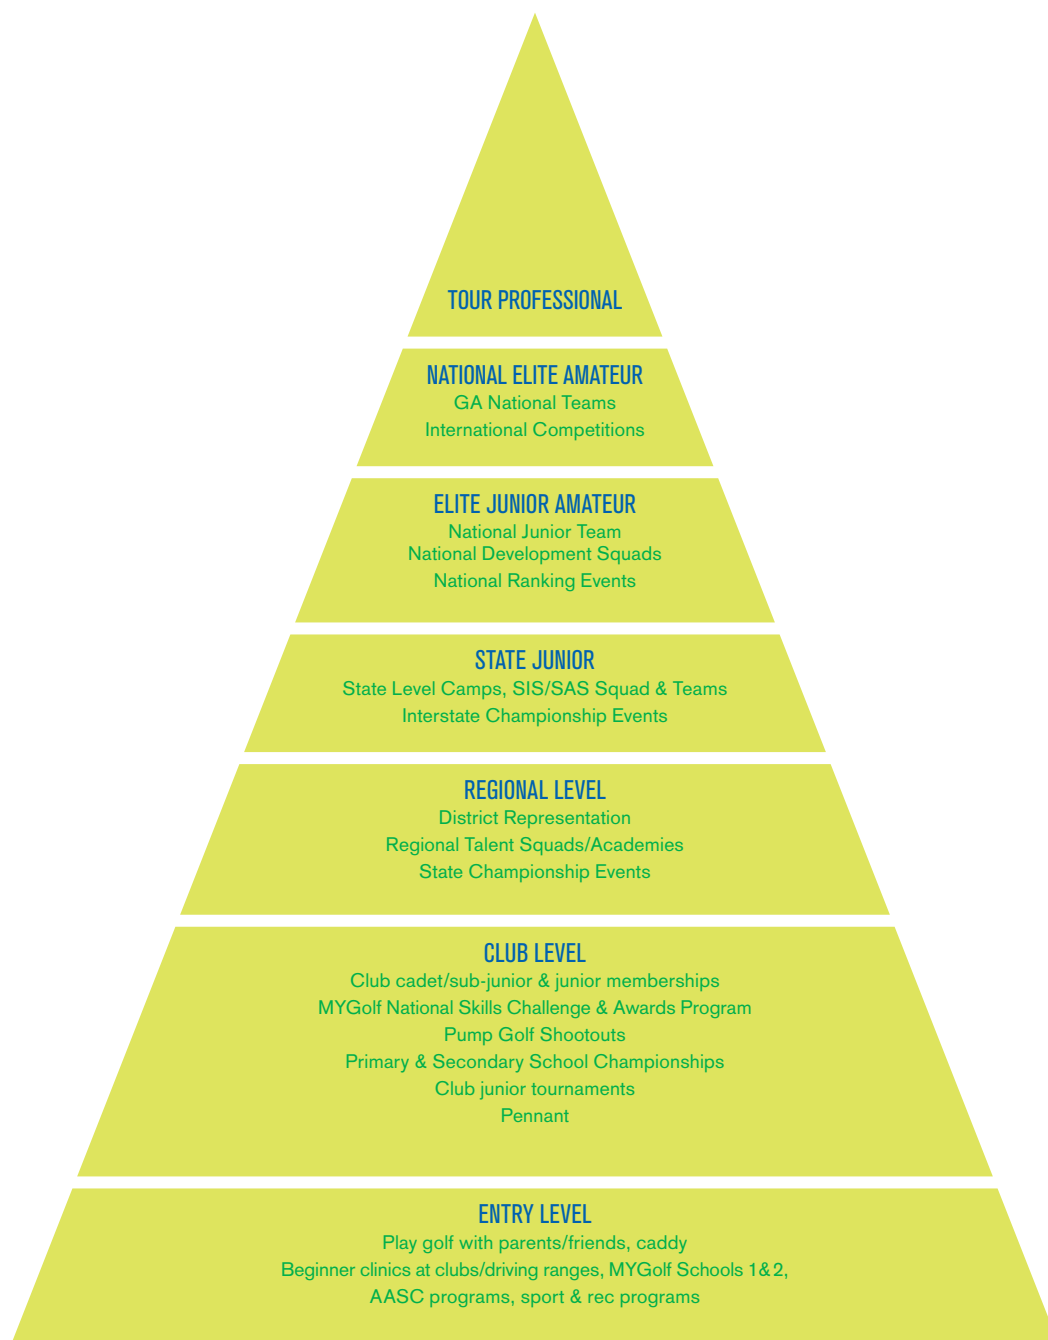 TOUR PROFESSIONAL
NATIONAL ELITE AMATEUR
GA National Teams
International Competitions
ELITE JUNIOR AMATEUR
National Junior Team
National Development Squads
National Ranking Events
STATE JUNIOR
State Level Camps, SIS/SAS Squad & Teams
Interstate Championship Events
REGIONAL LEVEL
District Representation
Regional Talent Squads/Academies
State Championship Events
CLUB LEVEL
Club cadet/sub-junior & junior memberships
MYGolf National Skills Challenge & Awards Program
Pump Golf Shootouts
Primary & Secondary School Championships
Club junior tournaments
Pennant
ENTRY LEVEL
Play golf with parents/friends, caddy
Beginner clinics at clubs/driving ranges, MYGolf Schools 1&2,
AASC programs, sport & rec programs